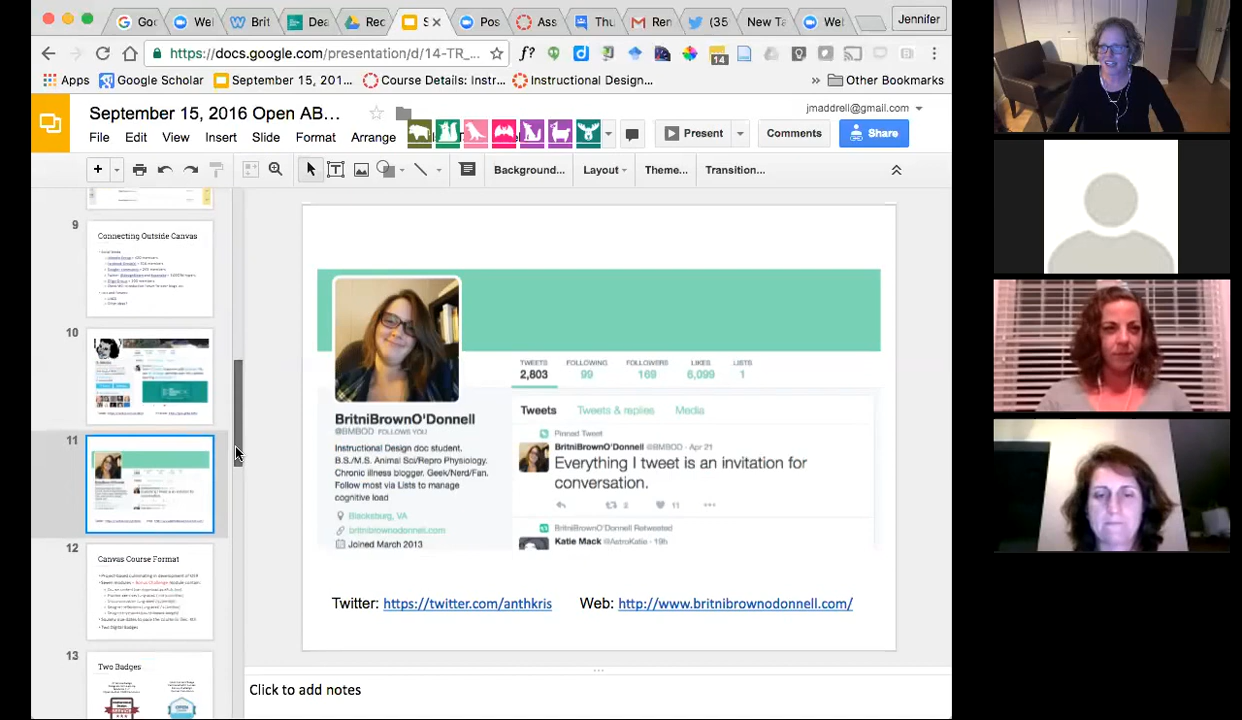 Goo
Wel
Brit
Dea
Rec
S
Pos
Ass
Thu
Ren
(35
New Ta
Wel
Jennifer
https://docs.google.com/presentation/d/14-TR_...
f?
14
Apps
Google Scholar
September 15, 201...
Course Details: Instr...
Instructional Design...
»
Other Bookmarks
September 15, 2016 Open AB...
jmaddrell@gmail.com
File
Edit
View
Insert
Slide
Format
Arrange
Present
Comments
Share
Background...
Layout
Theme...
Transition...
9
Connecting Outside Canvas
10
11
12
Canvas Course Format
13
Two Badges
TWEETS
FOLLOWING
FOLLOWERS
LIKES
LISTS
2,803
99
169
6,099
1
BritniBrownO'Donnell
@BMBOD FOLLOWS YOU
Instructional Design doc student.
B.S./M.S. Animal Sci/Repro Physiology.
Chronic illness blogger. Geek/Nerd/Fan.
Follow most via Lists to manage
cognitive load
Blacksburg, VA
britnibrownodonnell.com
Joined March 2013
Tweets
Tweets & replies
Media
Pinned Tweet
BritniBrownO'Donnell @BMBOD · Apr 21
Everything I tweet is an invitation for
conversation.
2
11
BritniBrownO'Donnell Retweeted
Katie Mack @AstroKatie · 19h
Twitter: https://twitter.com/anthkris
Web: http://www.britnibrownodonnell.com/
Click to add notes